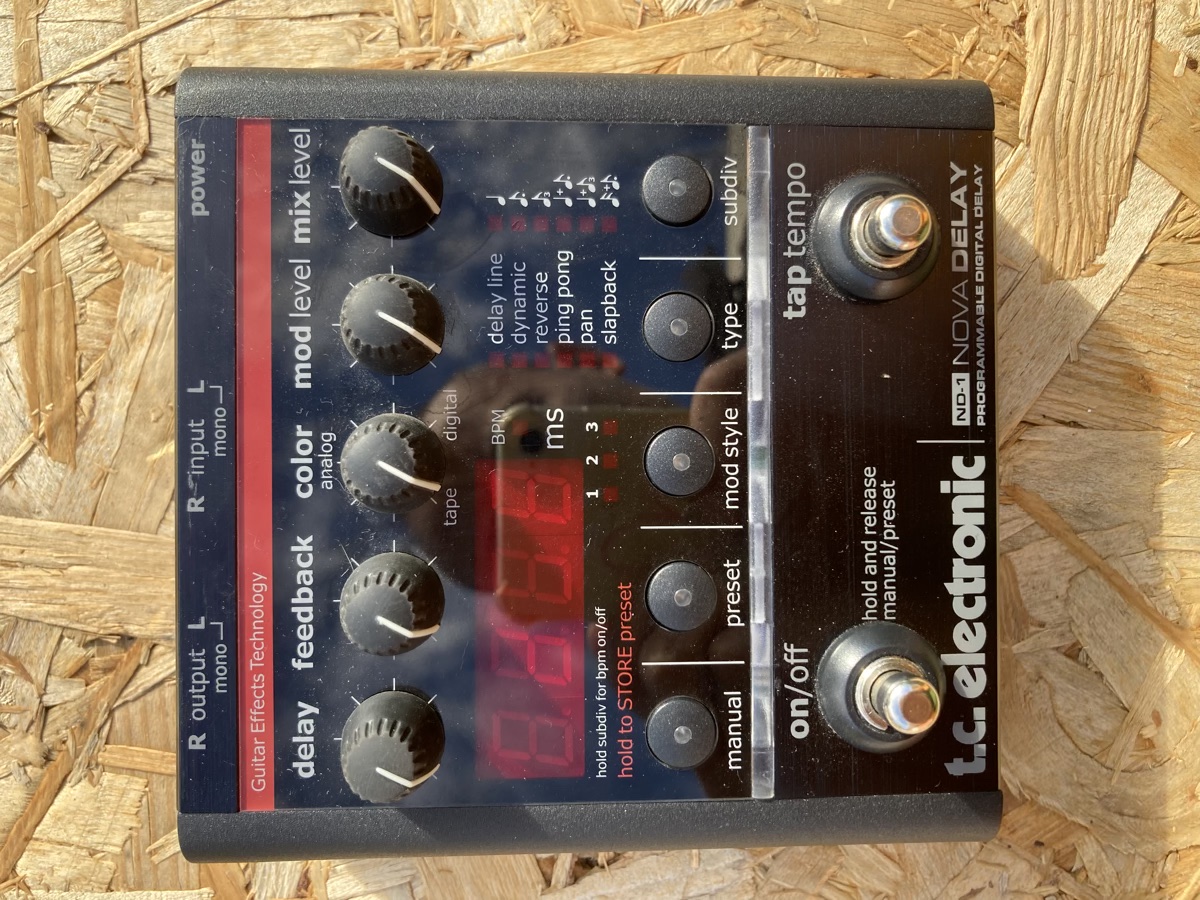 R output L
mono
R input L
mono
power
Guitar Effects Technology
delay
feedback
color
mod level
mix level
analog
tape
digital
BPM
ms
delay line
dynamic
reverse
ping pong
pan
slapback
1 2 3
hold subdiv for bpm on/off
hold to STORE preset
manual
preset
mod style
type
subdiv
on/off
tap tempo
hold and release
manual/preset
t.c. electronic
ND-1 NOVA DELAY
PROGRAMMABLE DIGITAL DELAY